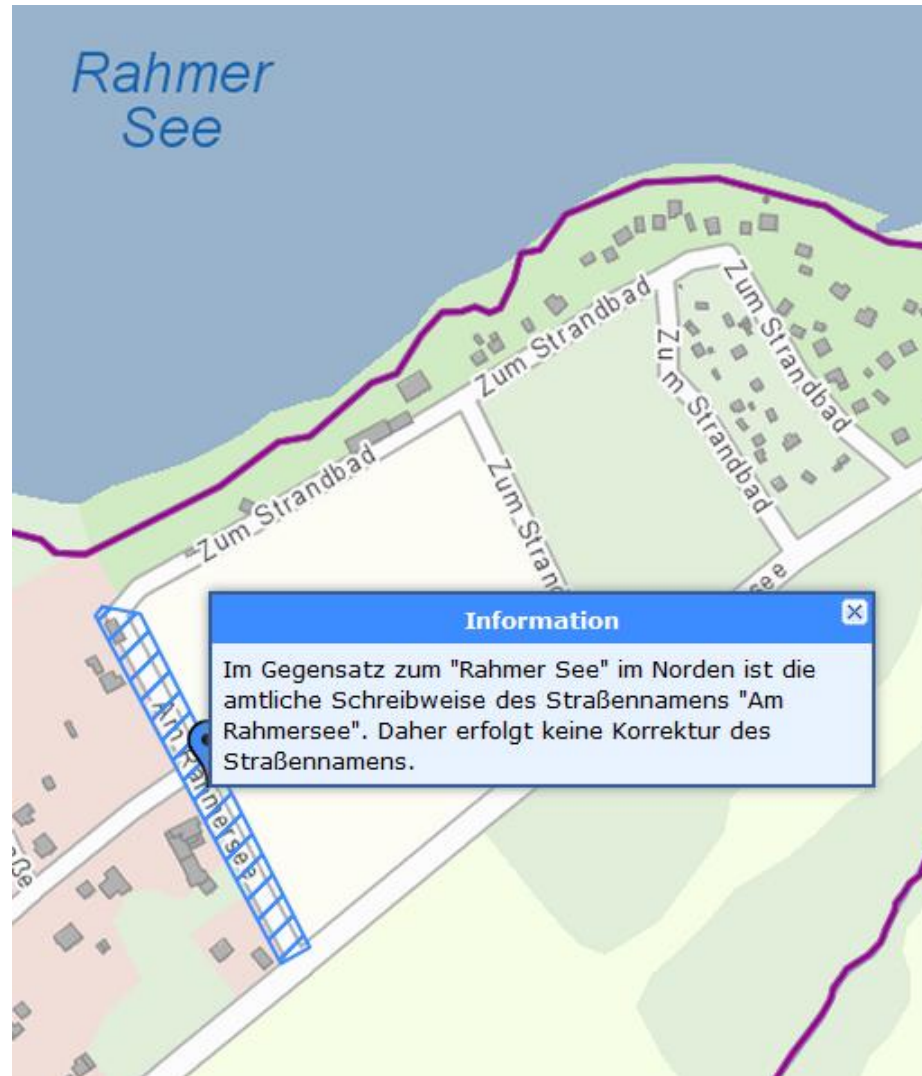 Rahmer
See
Zum Strandbad
Zum Strandbad
Zum Strandbad
Zum Strandbad
Zum Stran
Information
Im Gegensatz zum "Rahmer See" im Norden ist die
amtliche Schreibweise des Straßennamens "Am
Rahmersee". Daher erfolgt keine Korrektur des
Straßennamens.
Am Rahmersee
see
aße